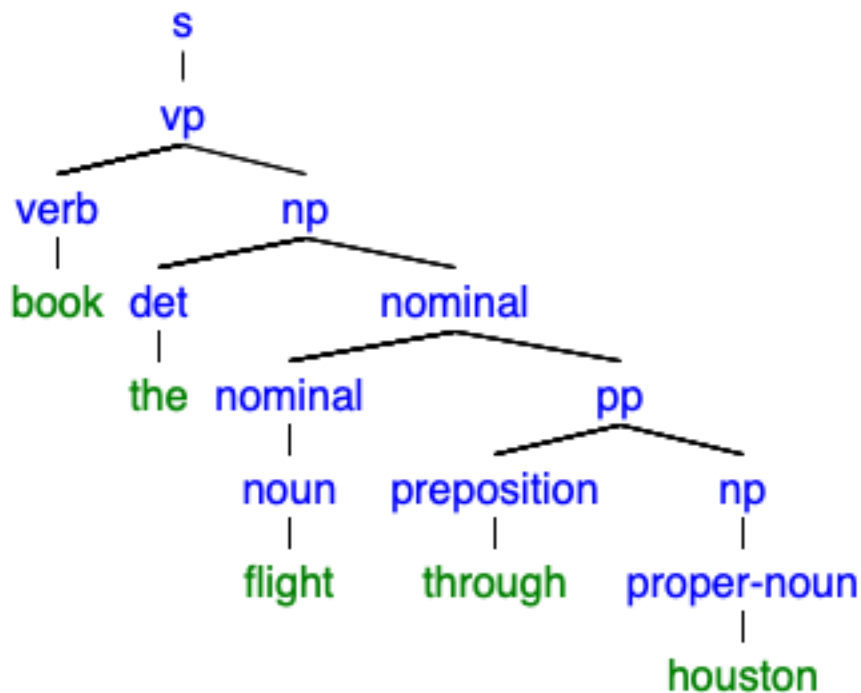 s
vp
verb np
book det nominal
the nominal pp
noun preposition np
flight through proper-noun
houston